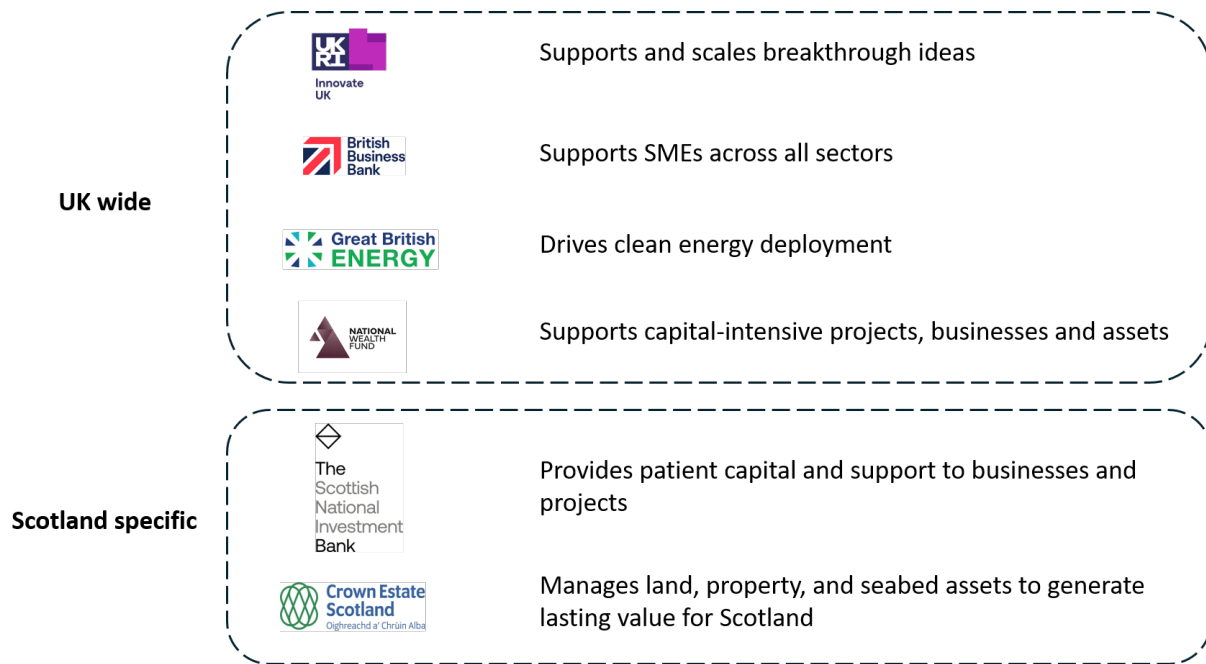 UK wide
UK
RI
Innovate
UK
Supports and scales breakthrough ideas
British
Business
Bank
Supports SMEs across all sectors
Great British
ENERGY
Drives clean energy deployment
NATIONAL
WEALTH
FUND
Supports capital-intensive projects, businesses and assets
Scotland specific
The
Scottish
National
Investment
Bank
Provides patient capital and support to businesses and
projects
Crown Estate
Scotland
Oighreachd a' Chrùin Alba
Manages land, property, and seabed assets to generate
lasting value for Scotland